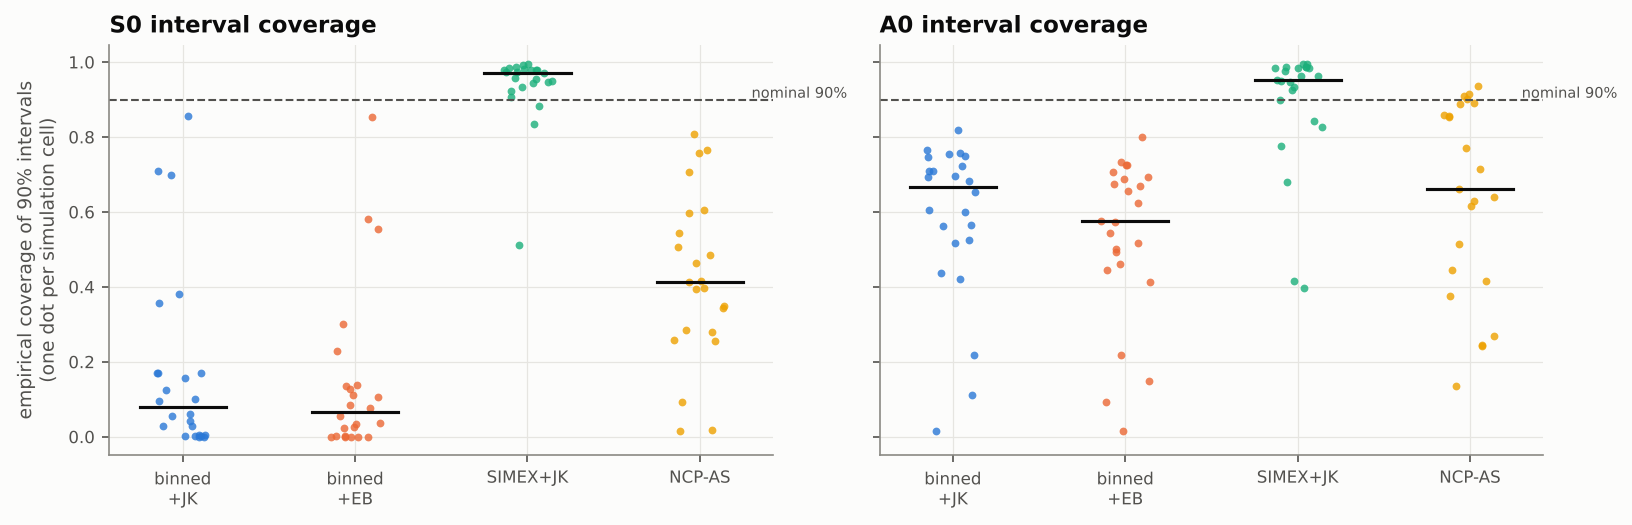 S0 interval coverage
empirical coverage of 90% intervals
(one dot per simulation cell)
1.0
0.8
0.6
0.4
0.2
0.0
nominal 90%
binned
+JK
binned
+EB
SIMEX+JK
NCP-AS
A0 interval coverage
nominal 90%
binned
+JK
binned
+EB
SIMEX+JK
NCP-AS